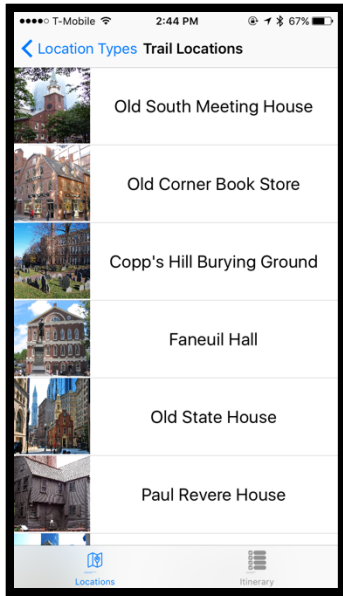 T-Mobile 2:44 PM 67%
Location Types Trail Locations
Old South Meeting House
Old Corner Book Store
Copp's Hill Burying Ground
Faneuil Hall
Old State House
Paul Revere House
Locations Itinerary